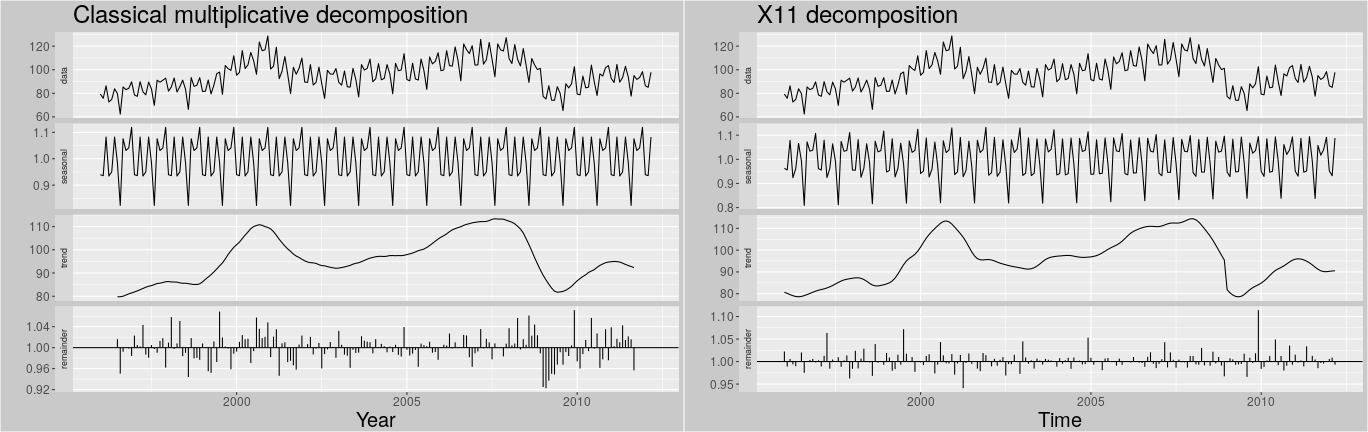 Classical multiplicative decomposition
120
100
80
60
data
1.1
1.0
0.9
seasonal
110
100
90
80
trend
1.04
1.00
0.96
0.92
remainder
2000 2005 2010
Year
X11 decomposition
120
100
80
60
data
1.1
1.0
0.9
0.8
seasonal
110
100
90
80
trend
1.10
1.05
1.00
0.95
remainder
2000 2005 2010
Time